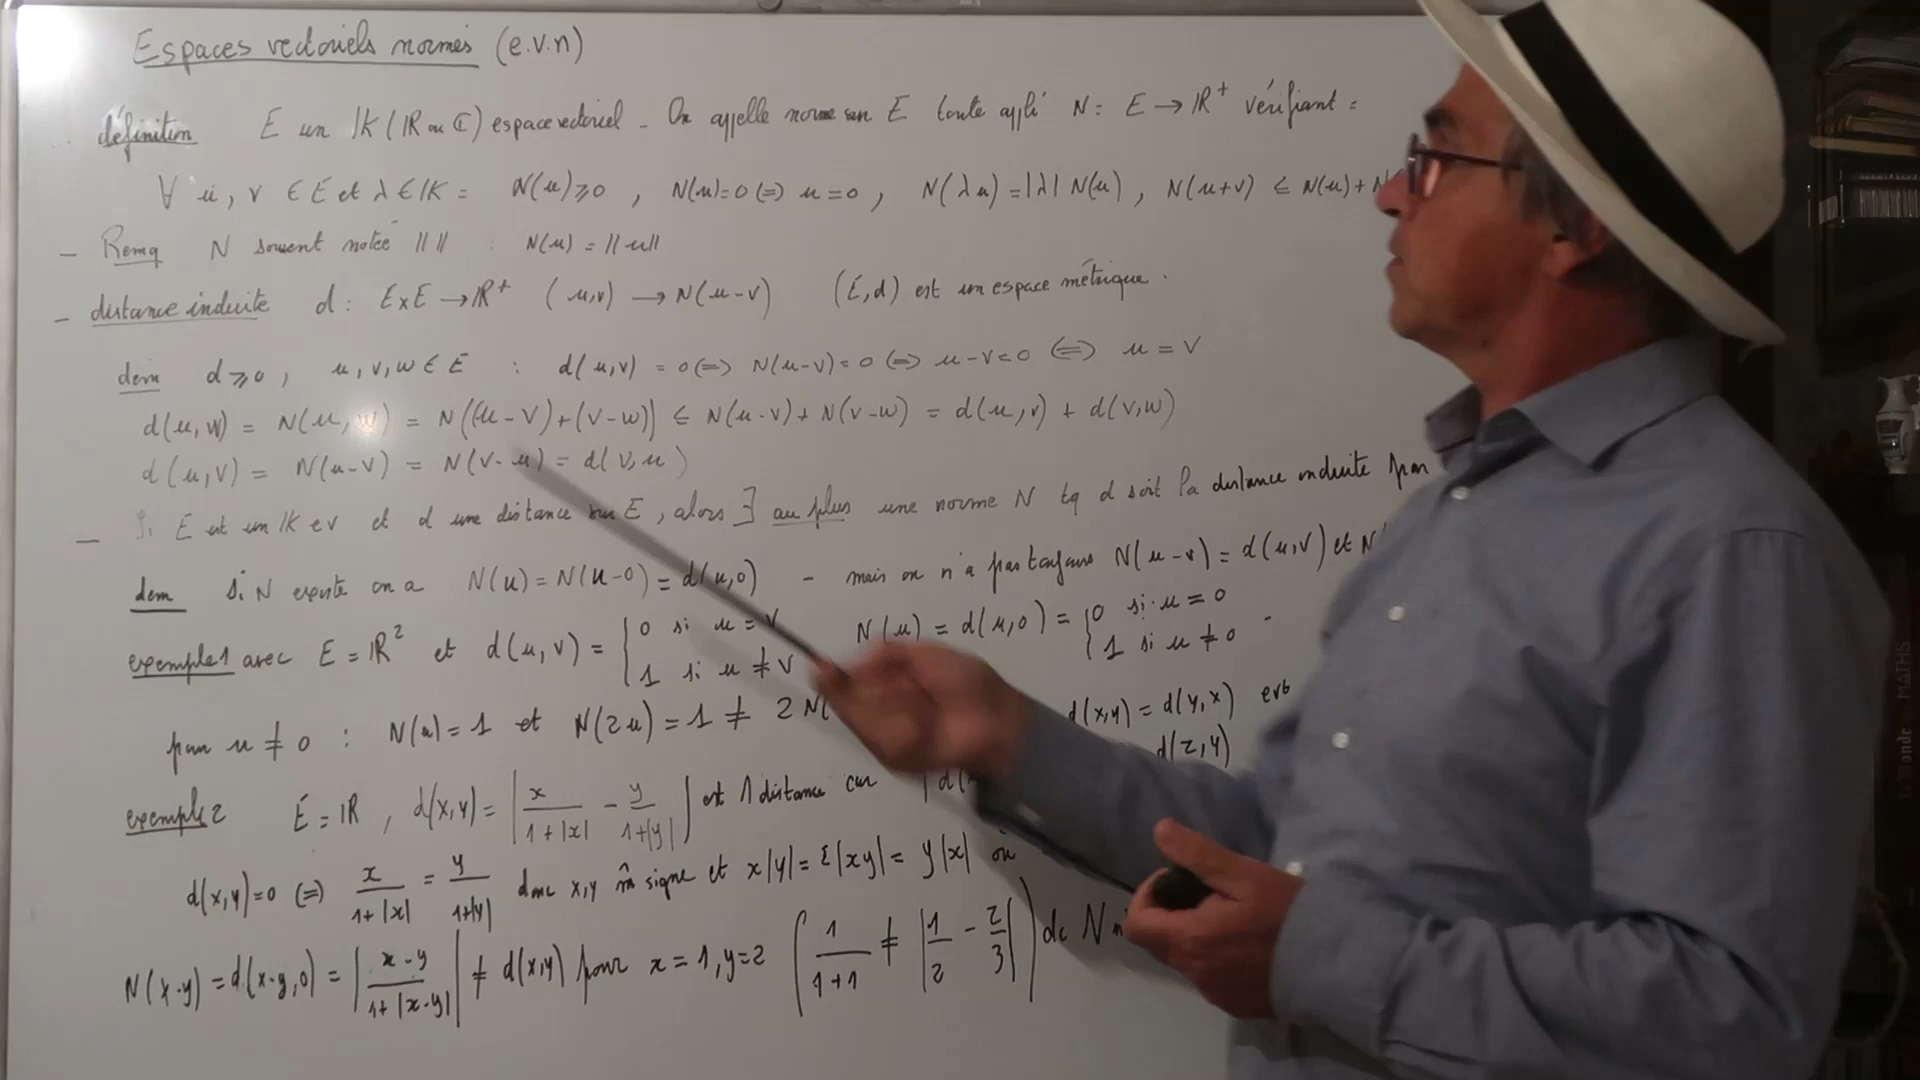 Espaces vectoriels normés (e.v.n)
définition E un IK (IR ou ℂ) espace vectoriel - On appelle norme sur E toute appli° N : E → IR⁺ vérifiant :
∀ u, v ∈ E et λ ∈ IK : N(u) ⩾ 0 , N(u)=0 (=) u = 0 , N(λu) = |λ| N(u) , N(u+v) ≤ N(u) + N(
- Remq N souvent notée || || : N(u) = ||u||
- distance induite d : E×E → IR⁺ (u,v) → N(u-v) (E,d) est un espace métrique .
dem d ⩾ 0 , u, v, w ∈ E : d(u,v) = 0 (=) N(u-v) = 0 (=) u-v = 0 (=) u = v
d(u,w) = N(u,w) = N((u-v)+(v-w)) ≤ N(u-v) + N(v-w) = d(u,v) + d(v,w)
d(u,v) = N(u-v) = N(v-u) = d(v,u)
- Si E est un IK ev et d une distance sur E, alors ∃ au plus une norme N tq d soit la distance induite par
dem si N existe on a N(u) = N(u-0) = d(u,0) - mais on n'a pas toujours N(u-v) = d(u,v) et N
exemple1 avec E = IR² et d(u,v) = { 0 si u = v 1 si u ≠ v N(u) = d(u,0) = { 0 si u = 0 1 si u ≠ 0 -
pour u ≠ 0 : N(u) = 1 et N(2u) = 1 ≠ 2N( d(x,y) = d(y,x) evt
exemple2 E = IR , d(x,y) = | x/(1+|x|) - y/(1+|y|) | est 1 distance car | d( d(z,y)
d(x,y)=0 (=) x/(1+|x|) = y/(1+|y|) donc x,y m̂ signe et x|y| = ε|xy| = y|x| où
N(x-y) = d(x-y,0) = | (x-y)/(1+|x-y|) | ≠ d(x,y) pour x = 1, y=2 ( 1/(1+1) ≠ | 1/2 - 2/3 | ) dc N n'
le Monde MATHS